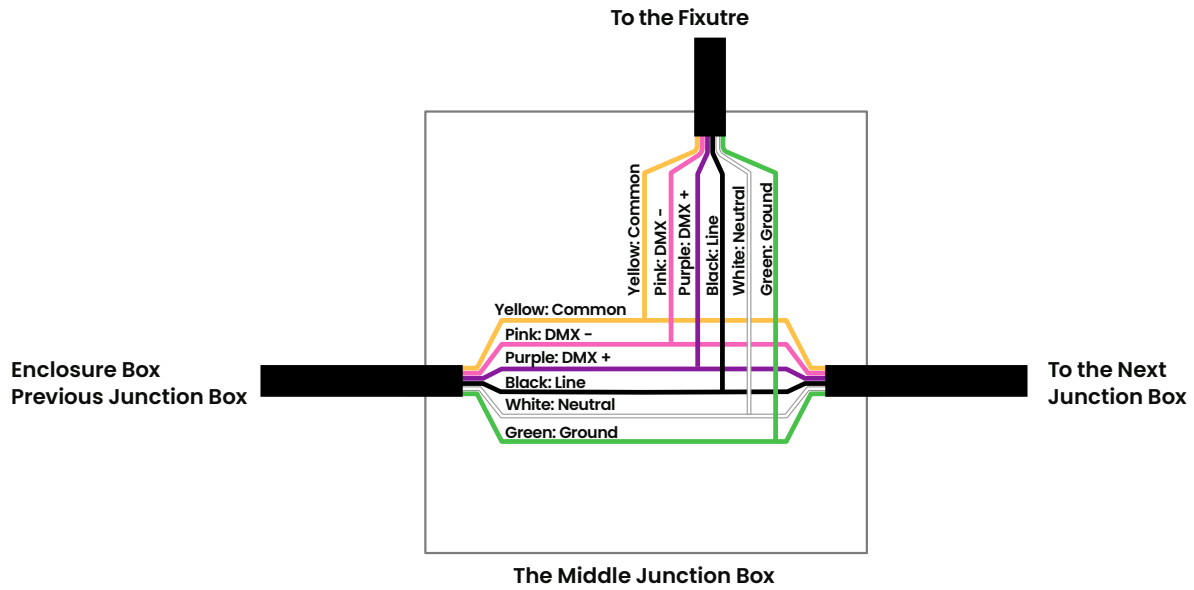 To the Fixutre
Yellow: Common
Pink: DMX -
Purple: DMX +
Black: Line
White: Neutral
Green: Ground
Yellow: Common
Pink: DMX -
Purple: DMX +
Black: Line
White: Neutral
Green: Ground
Enclosure Box
Previous Junction Box
To the Next
Junction Box
The Middle Junction Box